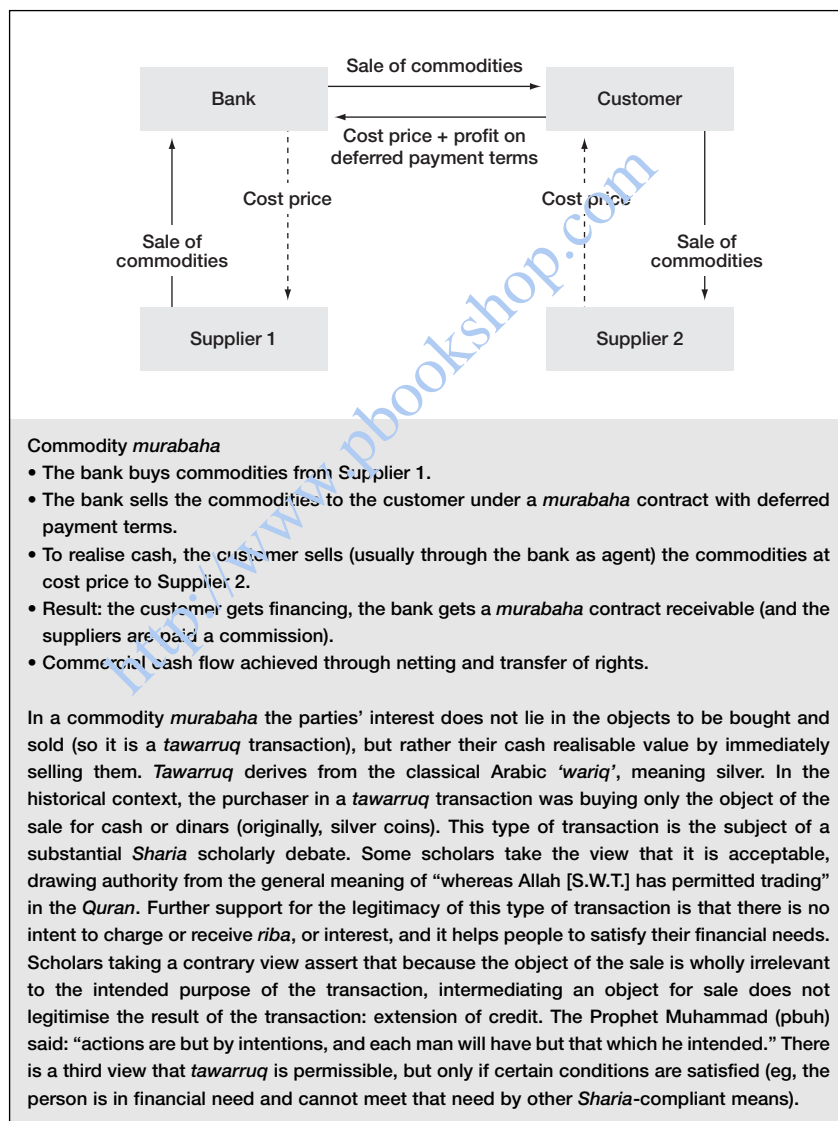 Sale of commodities
Bank
Customer
Cost price + profit on
deferred payment terms
Cost price
Cost price
Sale of
commodities
Sale of
commodities
Supplier 1
Supplier 2
http://www.pbookshop.com
Commodity murabaha
• The bank buys commodities from Supplier 1.
• The bank sells the commodities to the customer under a murabaha contract with deferred
payment terms.
• To realise cash, the customer sells (usually through the bank as agent) the commodities at
cost price to Supplier 2.
• Result: the customer gets financing, the bank gets a murabaha contract receivable (and the
suppliers are paid a commission).
• Commercial cash flow achieved through netting and transfer of rights.
In a commodity murabaha the parties’ interest does not lie in the objects to be bought and
sold (so it is a tawarruq transaction), but rather their cash realisable value by immediately
selling them. Tawarruq derives from the classical Arabic ‘wariq’, meaning silver. In the
historical context, the purchaser in a tawarruq transaction was buying only the object of the
sale for cash or dinars (originally, silver coins). This type of transaction is the subject of a
substantial Sharia scholarly debate. Some scholars take the view that it is acceptable,
drawing authority from the general meaning of “whereas Allah [S.W.T.] has permitted trading”
in the Quran. Further support for the legitimacy of this type of transaction is that there is no
intent to charge or receive riba, or interest, and it helps people to satisfy their financial needs.
Scholars taking a contrary view assert that because the object of the sale is wholly irrelevant
to the intended purpose of the transaction, intermediating an object for sale does not
legitimise the result of the transaction: extension of credit. The Prophet Muhammad (pbuh)
said: “actions are but by intentions, and each man will have but that which he intended.” There
is a third view that tawarruq is permissible, but only if certain conditions are satisfied (eg, the
person is in financial need and cannot meet that need by other Sharia-compliant means).